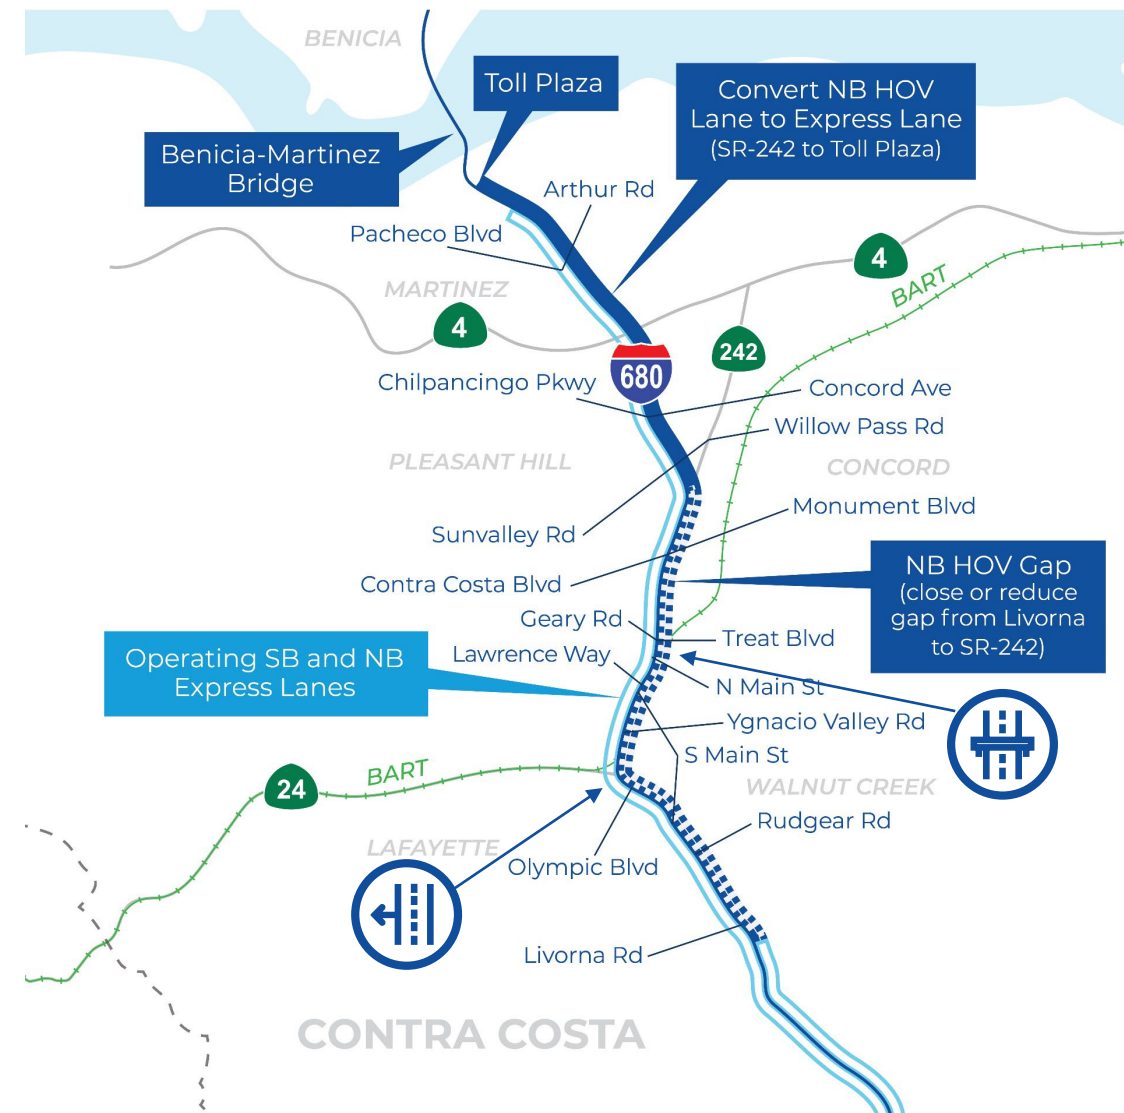 BENICIA
Toll Plaza
Convert NB HOV
Lane to Express Lane
(SR-242 to Toll Plaza)
Benicia-Martinez
Bridge
Arthur Rd
Pacheco Blvd
4
BART
MARTINEZ
4
242
680
Chilpancingo Pkwy
Concord Ave
Willow Pass Rd
PLEASANT HILL
CONCORD
Monument Blvd
Sunvalley Rd
NB HOV Gap
(close or reduce
gap from Livorna
to SR-242)
Contra Costa Blvd
Geary Rd
Treat Blvd
Lawrence Way
Operating SB and NB
Express Lanes
N Main St
Ygnacio Valley Rd
S Main St
BART
24
WALNUT CREEK
Rudgear Rd
LAFAYETTE
Olympic Blvd
Livorna Rd
CONTRA COSTA